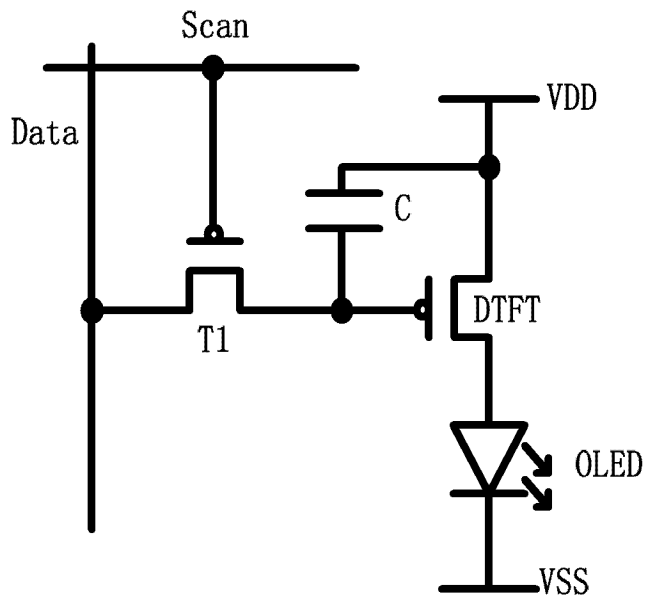 Scan
VDD
Data
C
DTFT
T1
OLED
VSS